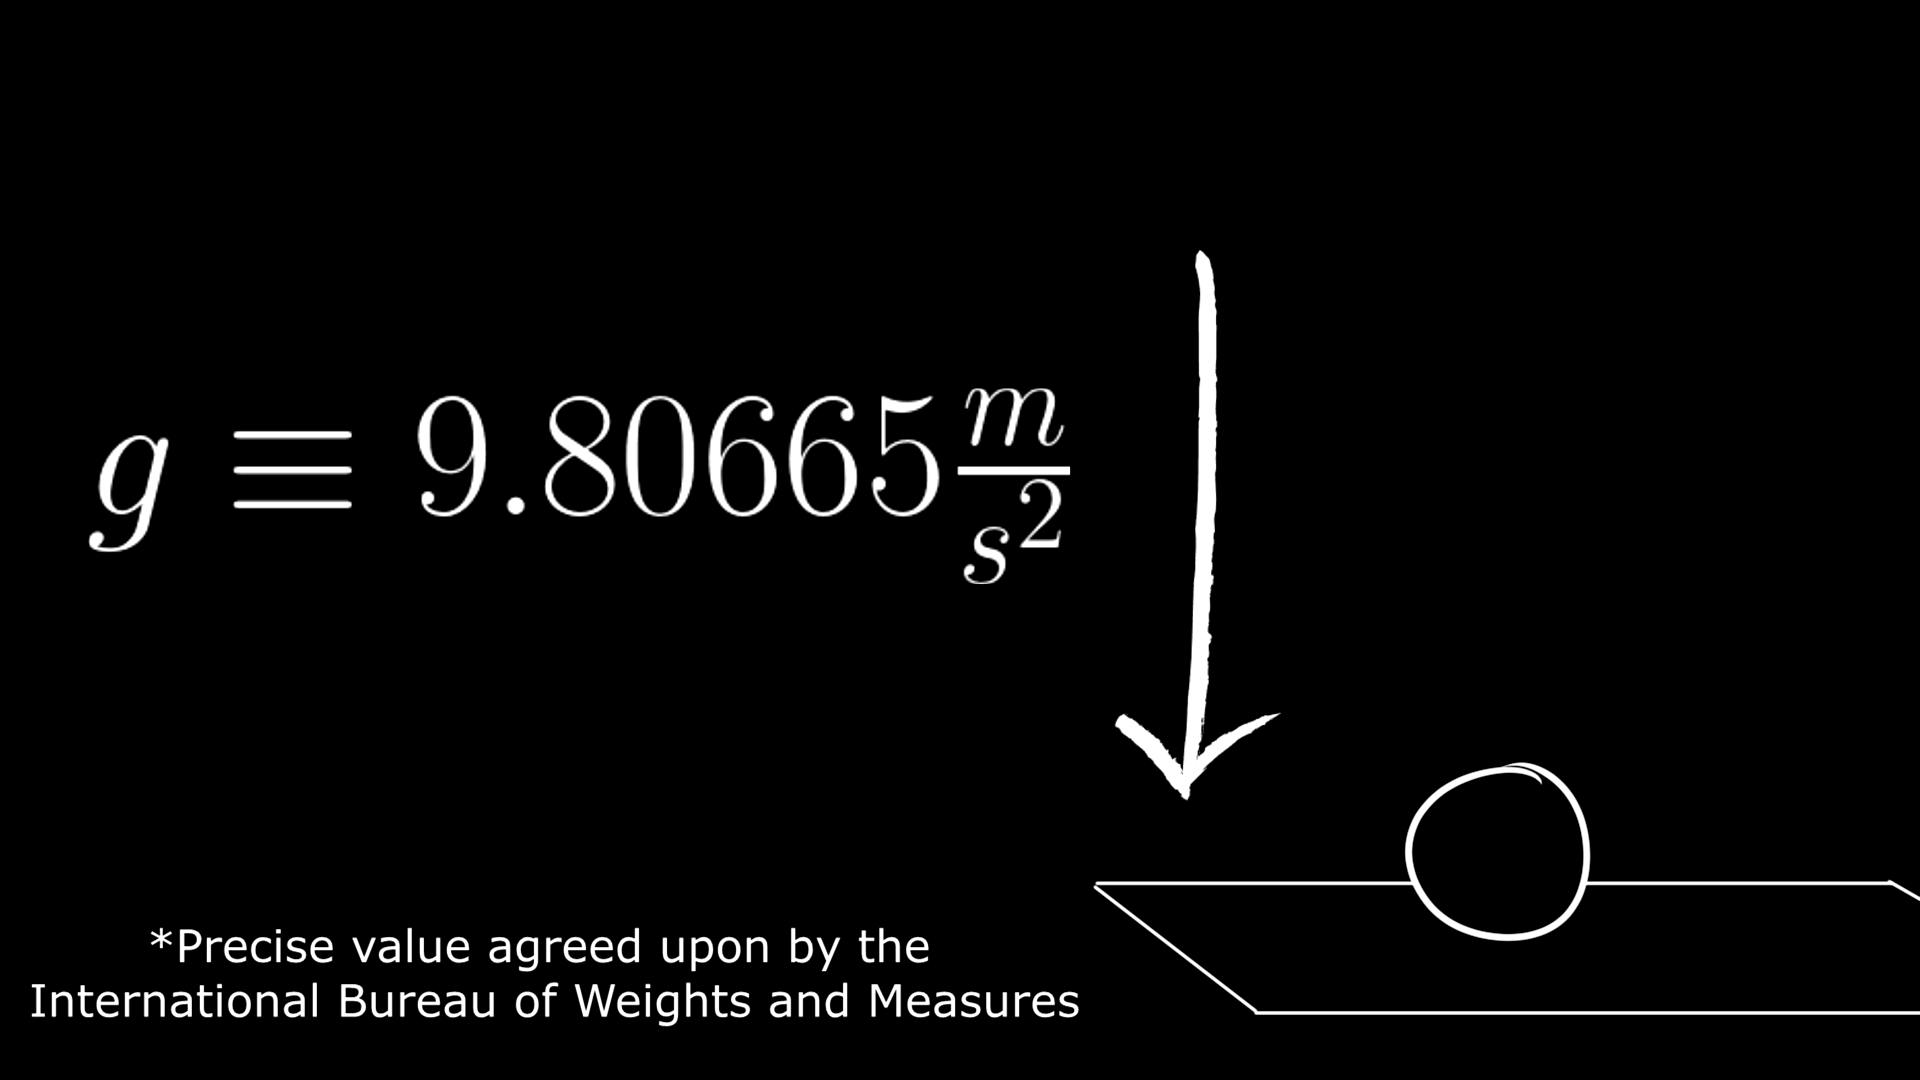 g ≡ 9.80665 m/s²
*Precise value agreed upon by the
International Bureau of Weights and Measures